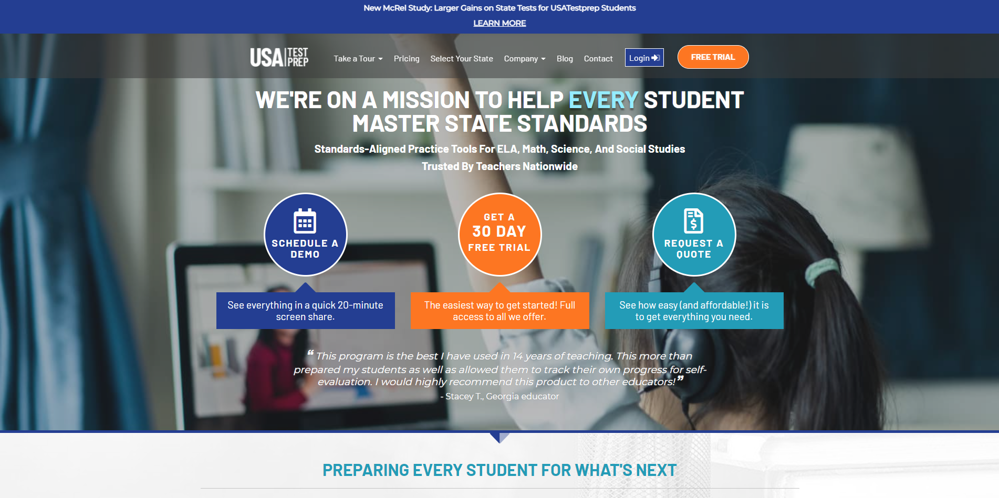 New McRel Study: Larger Gains on State Tests for USATestprep Students
LEARN MORE
USA TEST PREP
Take a Tour
Pricing
Select Your State
Company
Blog
Contact
Login
FREE TRIAL
WE'RE ON A MISSION TO HELP EVERY STUDENT
MASTER STATE STANDARDS
Standards-Aligned Practice Tools For ELA, Math, Science, And Social Studies
Trusted By Teachers Nationwide
SCHEDULE A
DEMO
See everything in a quick 20-minute
screen share.
GET A
30 DAY
FREE TRIAL
The easiest way to get started! Full
access to all we offer.
$
REQUEST A
QUOTE
See how easy (and affordable!) it is
to get everything you need.
❝ This program is the best I have used in 14 years of teaching. This more than
prepared my students as well as allowed them to track their own progress for self-
evaluation. I would highly recommend this product to other educators! ❞
- Stacey T., Georgia educator
PREPARING EVERY STUDENT FOR WHAT'S NEXT